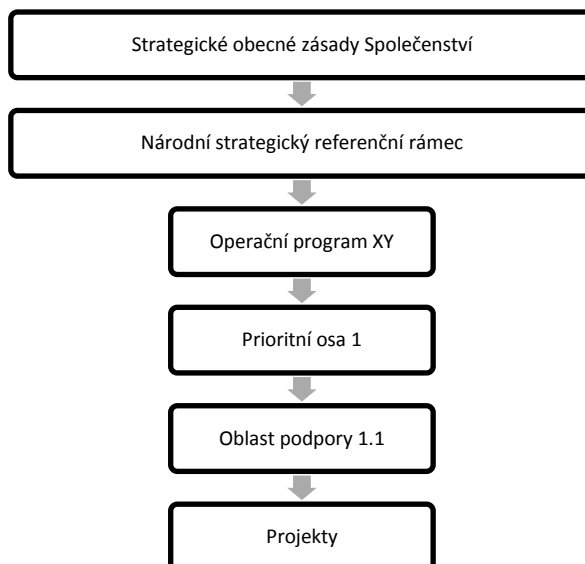 Strategické obecné zásady Společenství
Národní strategický referenční rámec
Operační program XY
Prioritní osa 1
Oblast podpory 1.1
Projekty